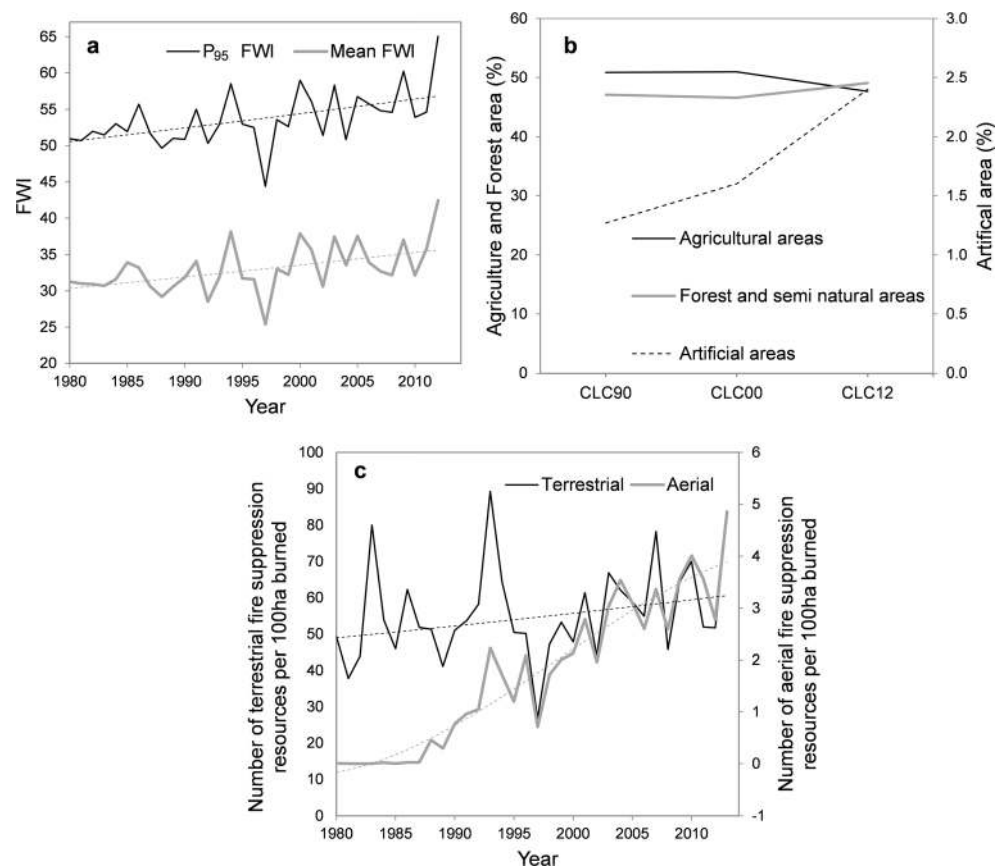 a
P95 FWI
Mean FWI
65
60
55
50
45
40
35
30
25
20
FWI
1980 1985 1990 1995 2000 2005 2010
Year
b
60
50
40
30
20
10
0
Agriculture and Forest area (%)
3.0
2.5
2.0
1.5
1.0
0.5
0.0
Artifical area (%)
Agricultural areas
Forest and semi natural areas
Artificial areas
CLC90 CLC00 CLC12
c
Terrestrial
Aerial
100
90
80
70
60
50
40
30
20
10
0
Number of terrestrial fire suppression
resources per 100ha burned
6
5
4
3
2
1
0
-1
Number of aerial fire suppression
resources per 100ha burned
1980 1985 1990 1995 2000 2005 2010
Year